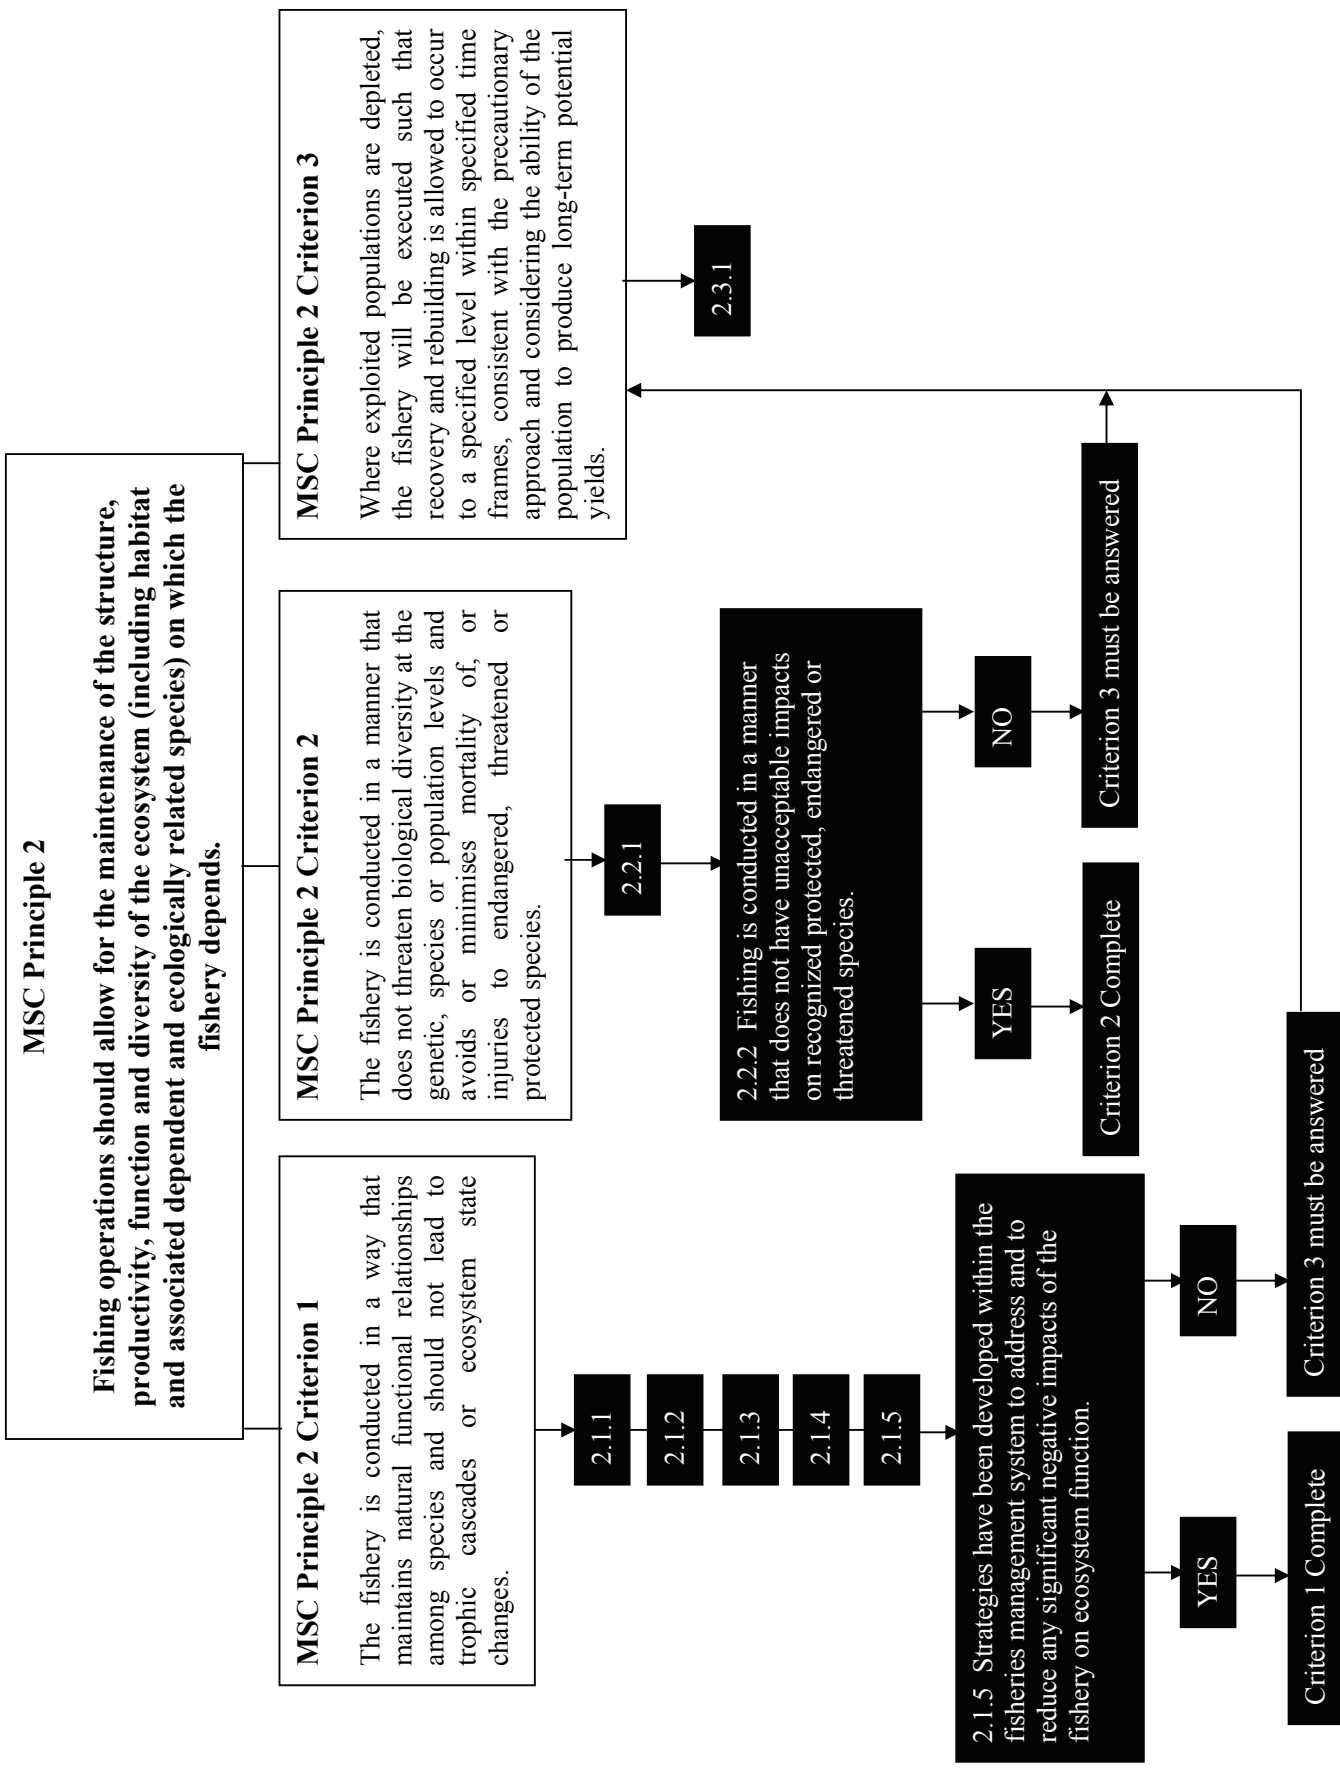 MSC Principle 2
Fishing operations should allow for the maintenance of the structure,
productivity, function and diversity of the ecosystem (including habitat
and associated dependent and ecologically related species) on which the
fishery depends.
MSC Principle 2 Criterion 1
The fishery is conducted in a way that
maintains natural functional relationships
among species and should not lead to
trophic cascades or ecosystem state
changes.
2.1.1
2.1.2
2.1.3
2.1.4
2.1.5
2.1.5 Strategies have been developed within the
fisheries management system to address and to
reduce any significant negative impacts of the
fishery on ecosystem function.
YES
NO
Criterion 1 Complete
Criterion 3 must be answered
MSC Principle 2 Criterion 2
The fishery is conducted in a manner that
does not threaten biological diversity at the
genetic, species or population levels and
avoids or minimises mortality of, or
injuries to endangered, threatened or
protected species.
2.2.1
2.2.2 Fishing is conducted in a manner
that does not have unacceptable impacts
on recognized protected, endangered or
threatened species.
YES
NO
Criterion 2 Complete
Criterion 3 must be answered
MSC Principle 2 Criterion 3
Where exploited populations are depleted,
the fishery will be executed such that
recovery and rebuilding is allowed to occur
to a specified level within specified time
frames, consistent with the precautionary
approach and considering the ability of the
population to produce long-term potential
yields.
2.3.1